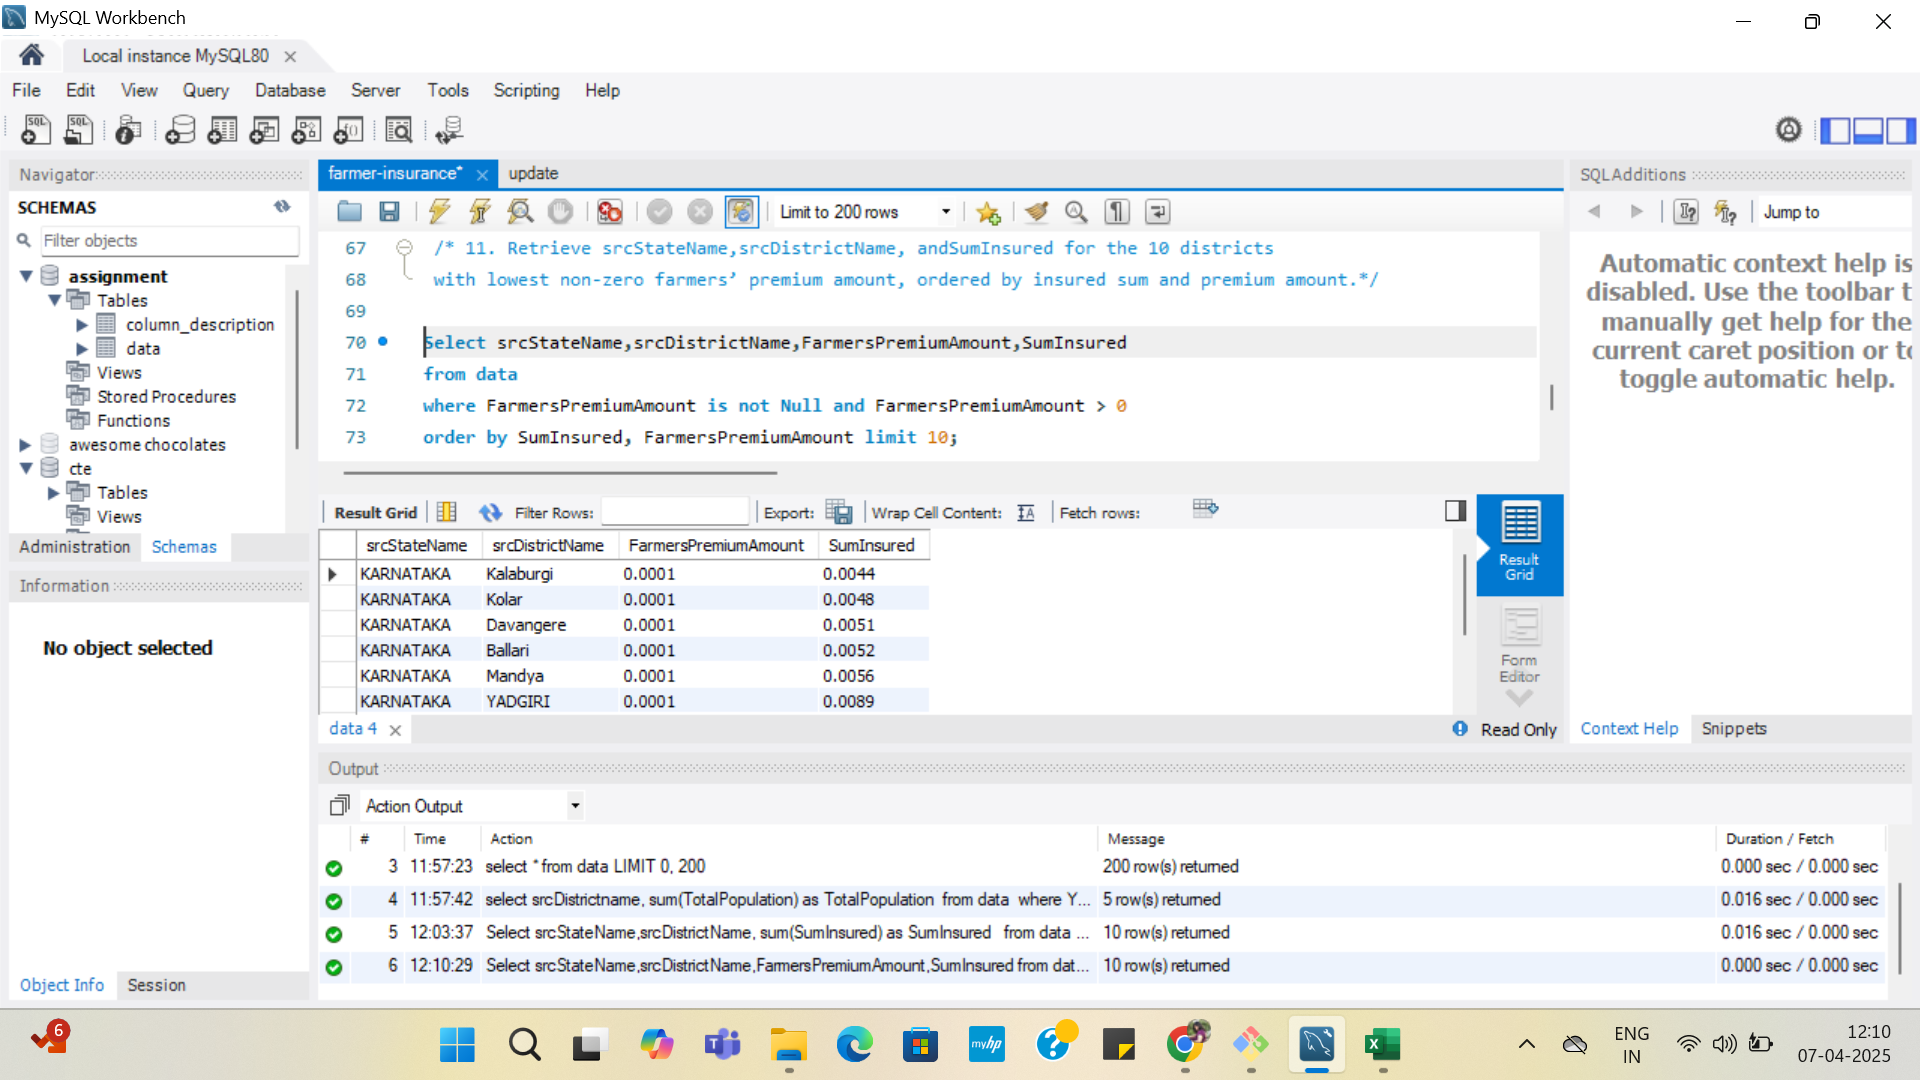 MySQL Workbench
Local instance MySQL80
File Edit View Query Database Server Tools Scripting Help
SQL SQL
Navigator
SCHEMAS
Filter objects
assignment
Tables
column_description
data
Views
Stored Procedures
Functions
awesome chocolates
cte
Tables
Views
Administration Schemas
Information
No object selected
Object Info Session
farmer-insurance* update
Limit to 200 rows
67 /* 11. Retrieve srcStateName,srcDistrictName, andSumInsured for the 10 districts
68 with lowest non-zero farmers’ premium amount, ordered by insured sum and premium amount.*/
69
70 Select srcStateName,srcDistrictName,FarmersPremiumAmount,SumInsured
71 from data
72 where FarmersPremiumAmount is not Null and FarmersPremiumAmount > 0
73 order by SumInsured, FarmersPremiumAmount limit 10;
Result Grid Filter Rows: Export: Wrap Cell Content: Fetch rows:
srcStateName srcDistrictName FarmersPremiumAmount SumInsured
KARNATAKA Kalaburgi 0.0001 0.0044
KARNATAKA Kolar 0.0001 0.0048
KARNATAKA Davangere 0.0001 0.0051
KARNATAKA Ballari 0.0001 0.0052
KARNATAKA Mandya 0.0001 0.0056
KARNATAKA YADGIRI 0.0001 0.0089
Result
Grid
Form
Editor
data 4
Read Only
SQLAdditions
Jump to
Automatic context help is
disabled. Use the toolbar t
manually get help for the
current caret position or to
toggle automatic help.
Context Help Snippets
Output
Action Output
# Time Action Message Duration / Fetch
3 11:57:23 select * from data LIMIT 0, 200 200 row(s) returned 0.000 sec / 0.000 sec
4 11:57:42 select srcDistrictname, sum(TotalPopulation) as TotalPopulation from data where Y... 5 row(s) returned 0.016 sec / 0.000 sec
5 12:03:37 Select srcStateName,srcDistrictName, sum(SumInsured) as SumInsured from data ... 10 row(s) returned 0.016 sec / 0.000 sec
6 12:10:29 Select srcStateName,srcDistrictName,FarmersPremiumAmount,SumInsured from dat... 10 row(s) returned 0.000 sec / 0.000 sec
6
myhp
ENG
IN
12:10
07-04-2025